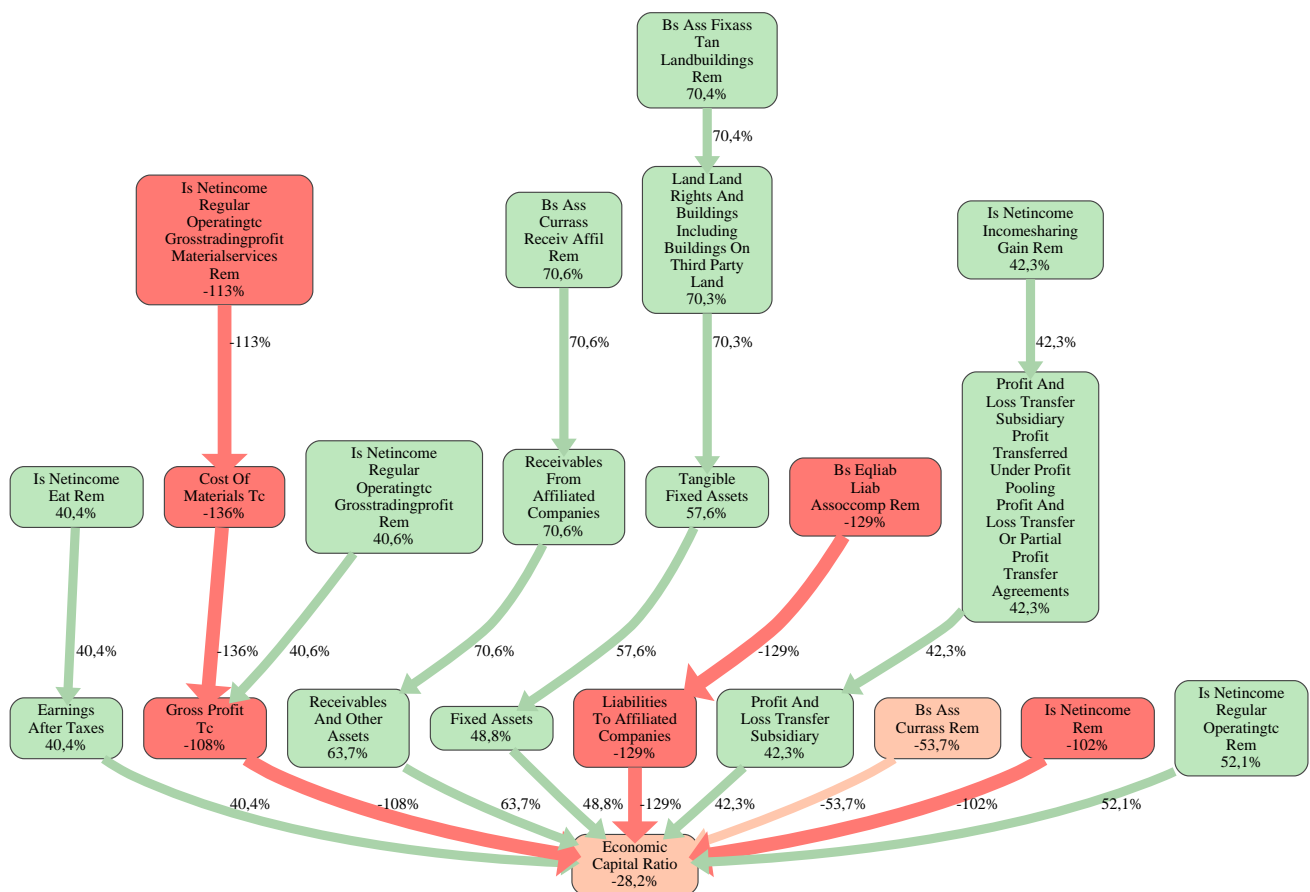 Bs Ass Fixass
Tan
Landbuildings
Rem
70,4%
70,4%
Is Netincome
Regular
Operatingtc
Grosstradingprofit
Materialservices
Rem
-113%
Bs Ass
Currass
Receiv Affil
Rem
70,6%
Land Land
Rights And
Buildings
Including
Buildings On
Third Party
Land
70,3%
Is Netincome
Incomesharing
Gain Rem
42,3%
-113%
70,6%
70,3%
42,3%
Is Netincome
Eat Rem
40,4%
Cost Of
Materials Tc
-136%
Is Netincome
Regular
Operatingtc
Grosstradingprofit
Rem
40,6%
Receivables
From
Affiliated
Companies
70,6%
Tangible
Fixed Assets
57,6%
Bs Eqliab
Liab
Assoccomp Rem
-129%
Profit And
Loss Transfer
Subsidiary
Profit
Transferred
Under Profit
Pooling
Profit And
Loss Transfer
Or Partial
Profit
Transfer
Agreements
42,3%
40,4%
-136%
40,6%
70,6%
57,6%
-129%
42,3%
Earnings
After Taxes
40,4%
Gross Profit
Tc
-108%
Receivables
And Other
Assets
63,7%
Fixed Assets
48,8%
Liabilities
To Affiliated
Companies
-129%
Profit And
Loss Transfer
Subsidiary
42,3%
Bs Ass
Currass Rem
-53,7%
Is Netincome
Rem
-102%
Is Netincome
Regular
Operatingtc
Rem
52,1%
40,4%
-108%
63,7%
48,8%
-129%
42,3%
-53,7%
-102%
52,1%
Economic
Capital Ratio
-28,2%